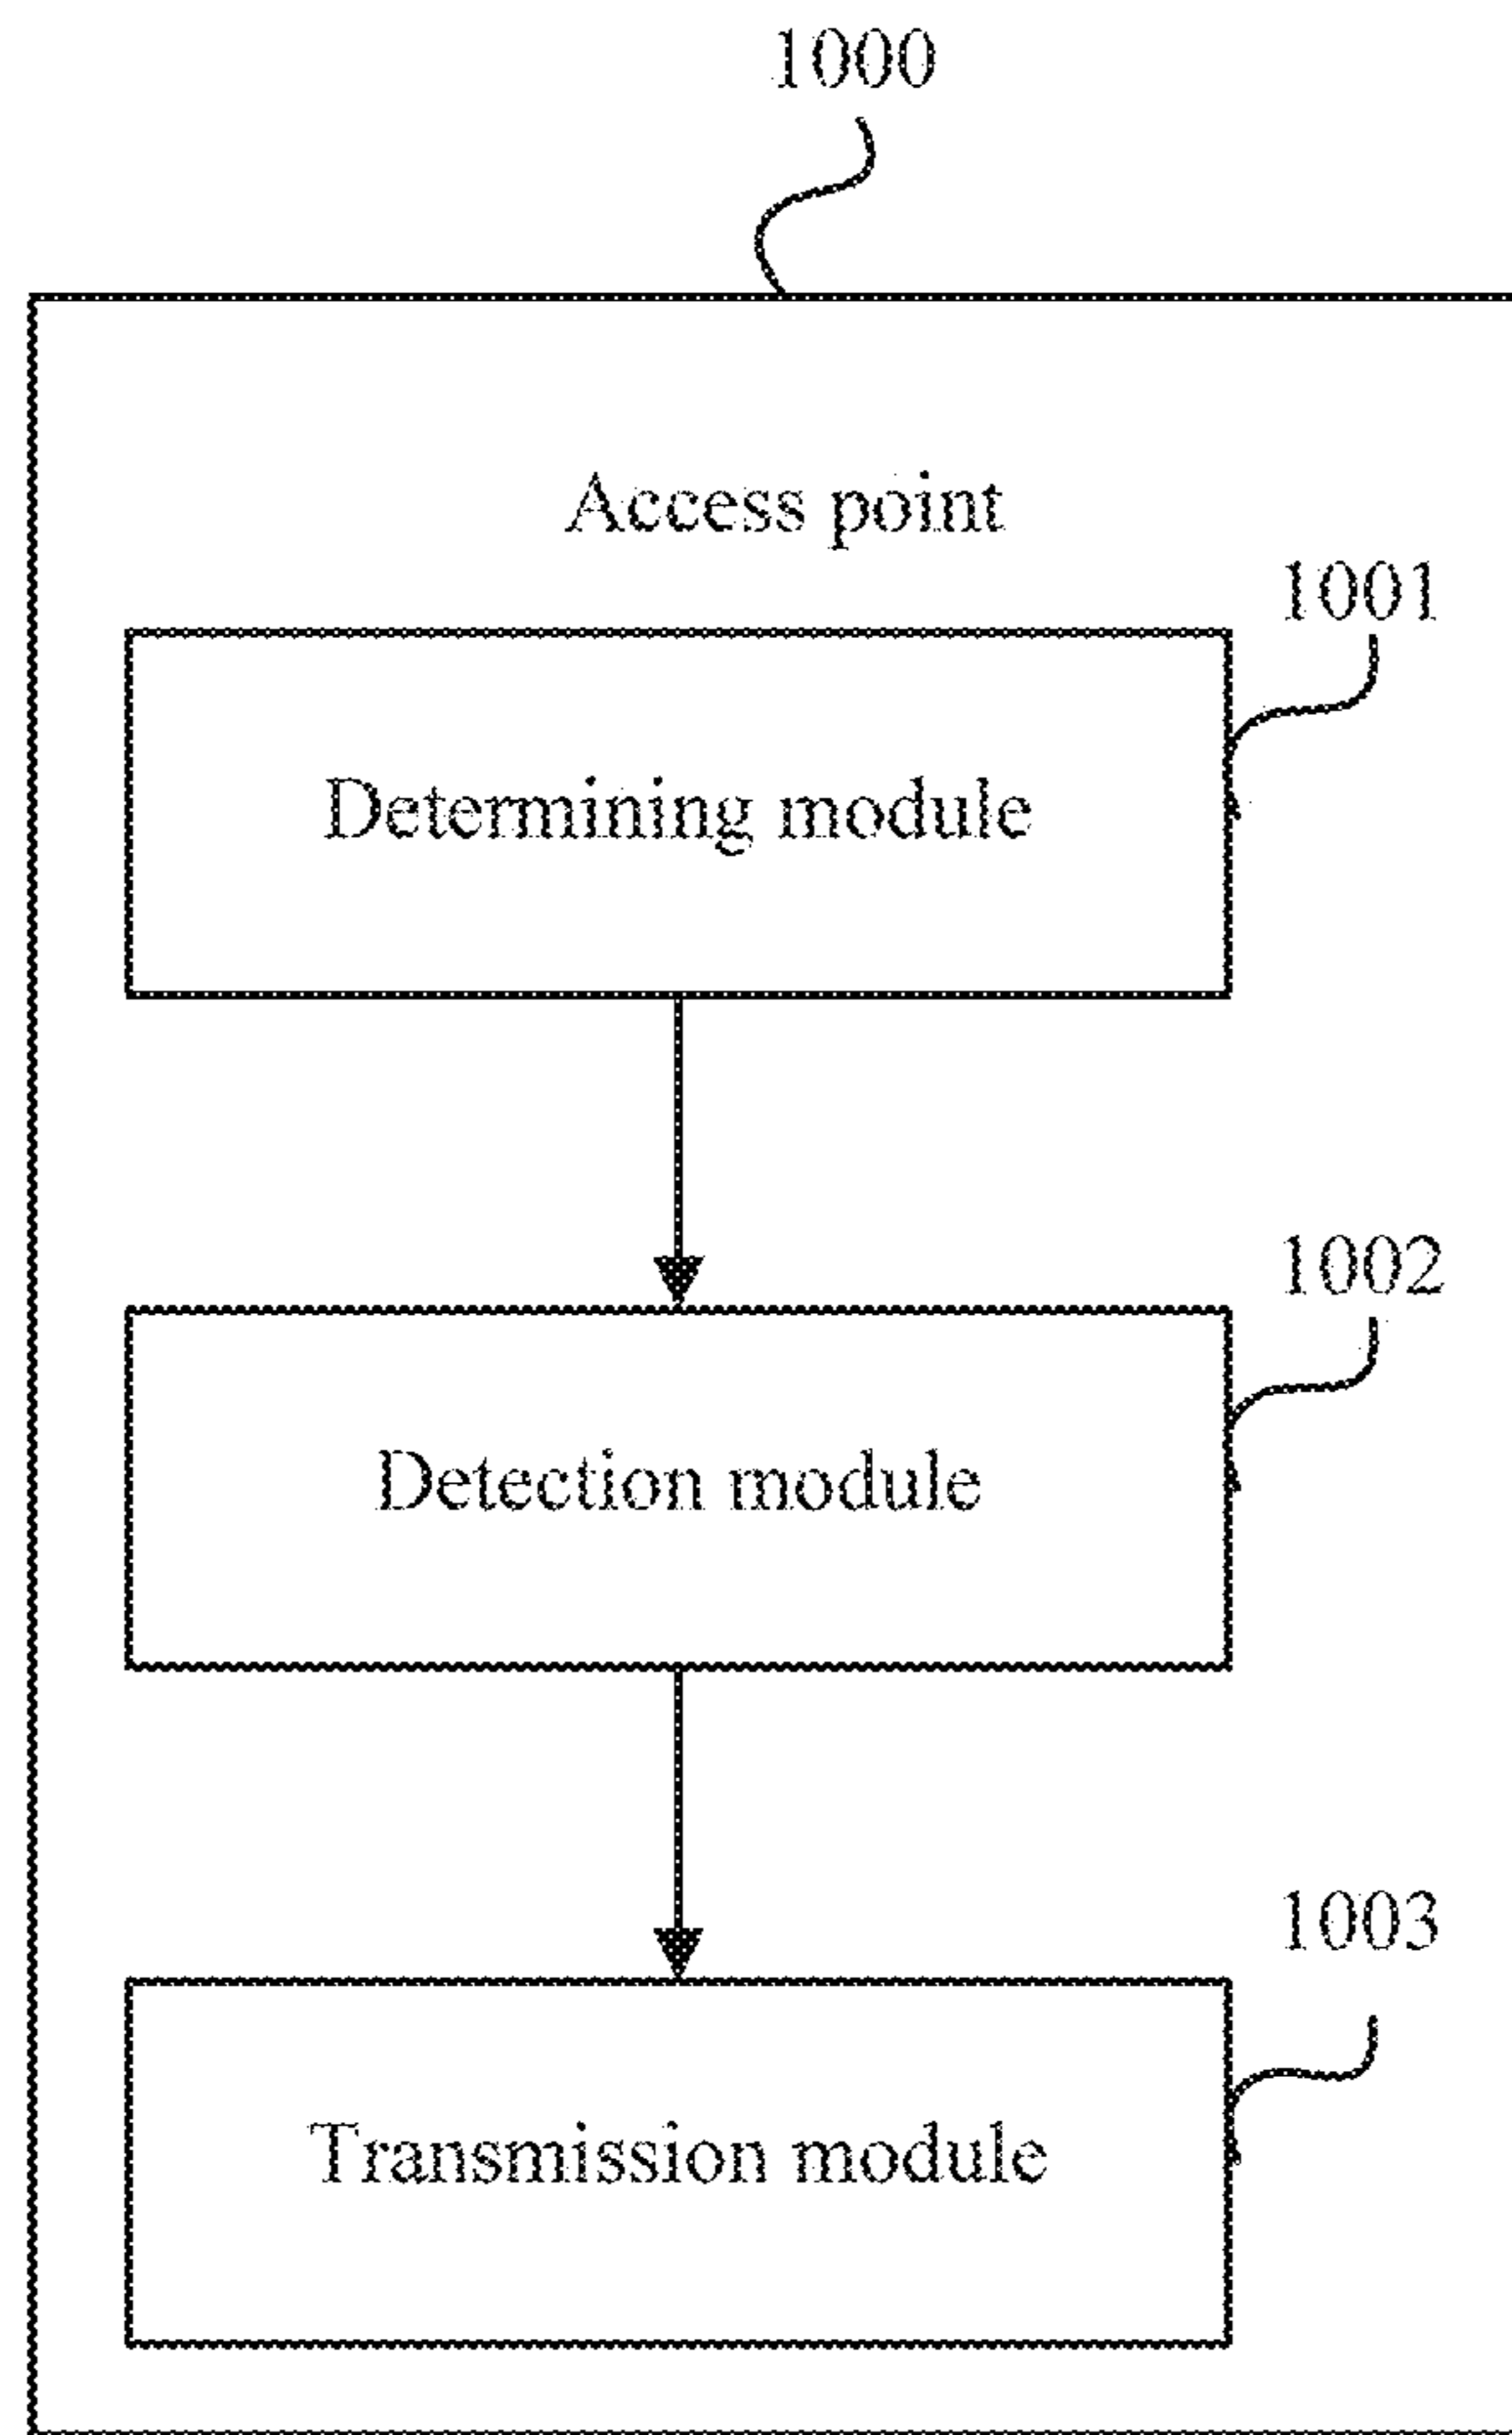 1000
Access point
1001
Determining module
1002
Detection module
1003
Transmission module